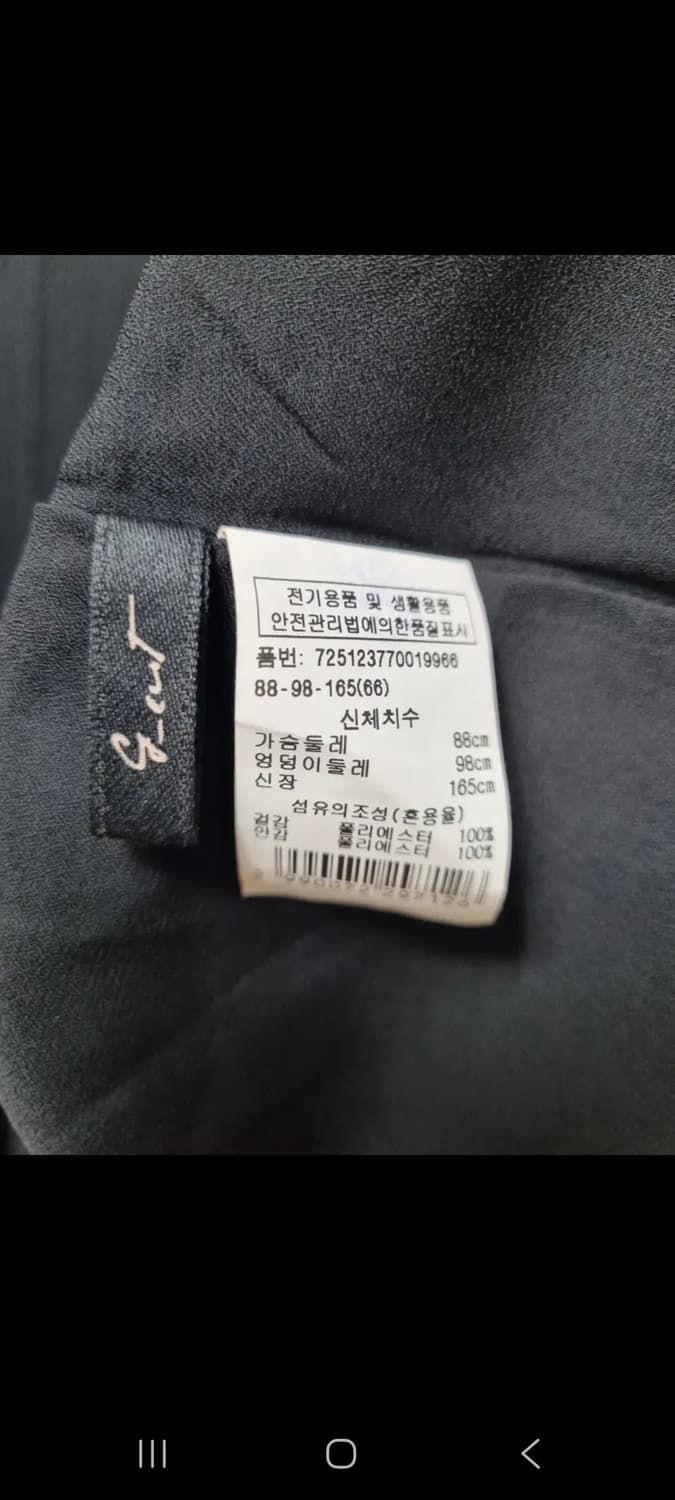 g_cut
전기용품 및 생활용품
안전관리법에의한품질표시
품번: 725123770019966
88-98-165(66)
신체치수
가슴둘레 88cm
엉덩이둘레 98cm
신장 165cm
섬유의조성(혼용율)
겉감 폴리에스터 100%
안감 폴리에스터 100%